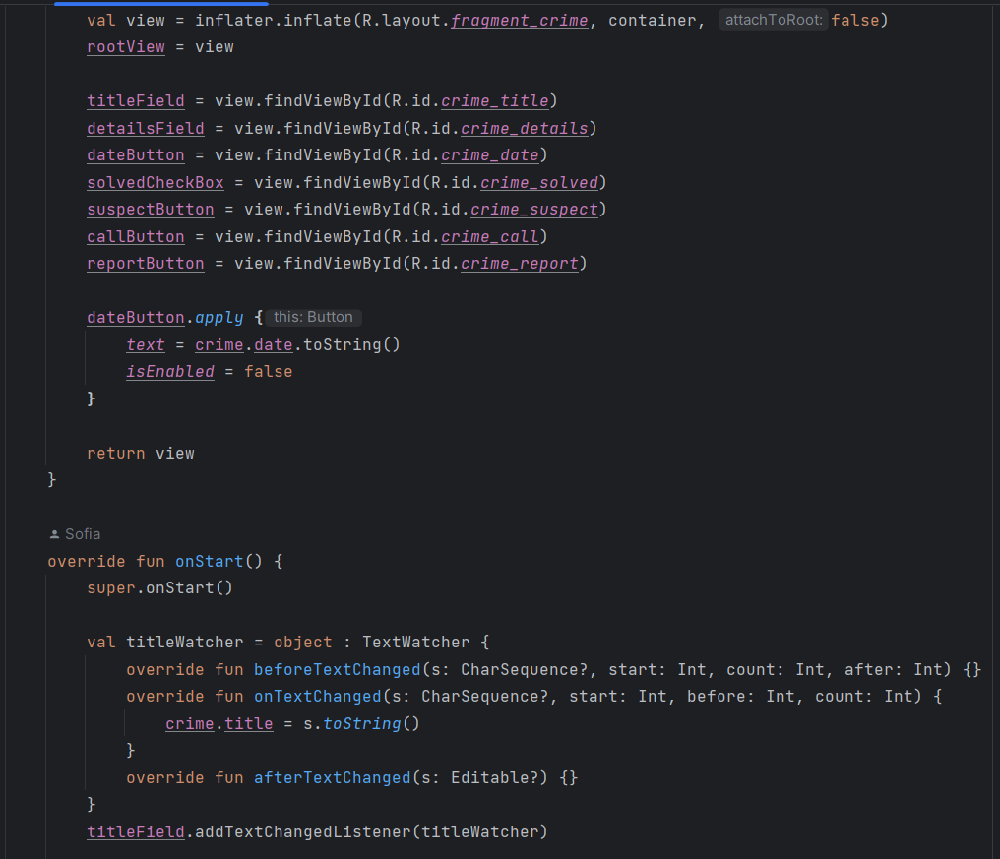 val view = inflater.inflate(R.layout.fragment_crime, container, attachToRoot: false)
rootView = view
titleField = view.findViewById(R.id.crime_title)
detailsField = view.findViewById(R.id.crime_details)
dateButton = view.findViewById(R.id.crime_date)
solvedCheckBox = view.findViewById(R.id.crime_solved)
suspectButton = view.findViewById(R.id.crime_suspect)
callButton = view.findViewById(R.id.crime_call)
reportButton = view.findViewById(R.id.crime_report)
dateButton.apply { this: Button
text = crime.date.toString()
isEnabled = false
}
return view
}
Sofia
override fun onStart() {
super.onStart()
val titleWatcher = object : TextWatcher {
override fun beforeTextChanged(s: CharSequence?, start: Int, count: Int, after: Int) {}
override fun onTextChanged(s: CharSequence?, start: Int, before: Int, count: Int) {
crime.title = s.toString()
}
override fun afterTextChanged(s: Editable?) {}
}
titleField.addTextChangedListener(titleWatcher)